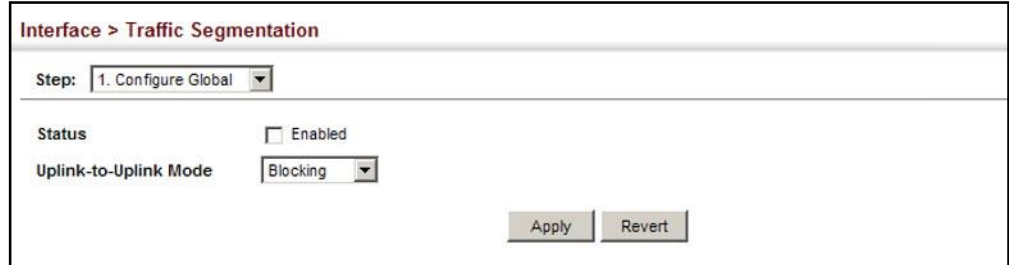 Interface > Traffic Segmentation
Step: 1. Configure Global
Status Enabled
Uplink-to-Uplink Mode Blocking
Apply Revert